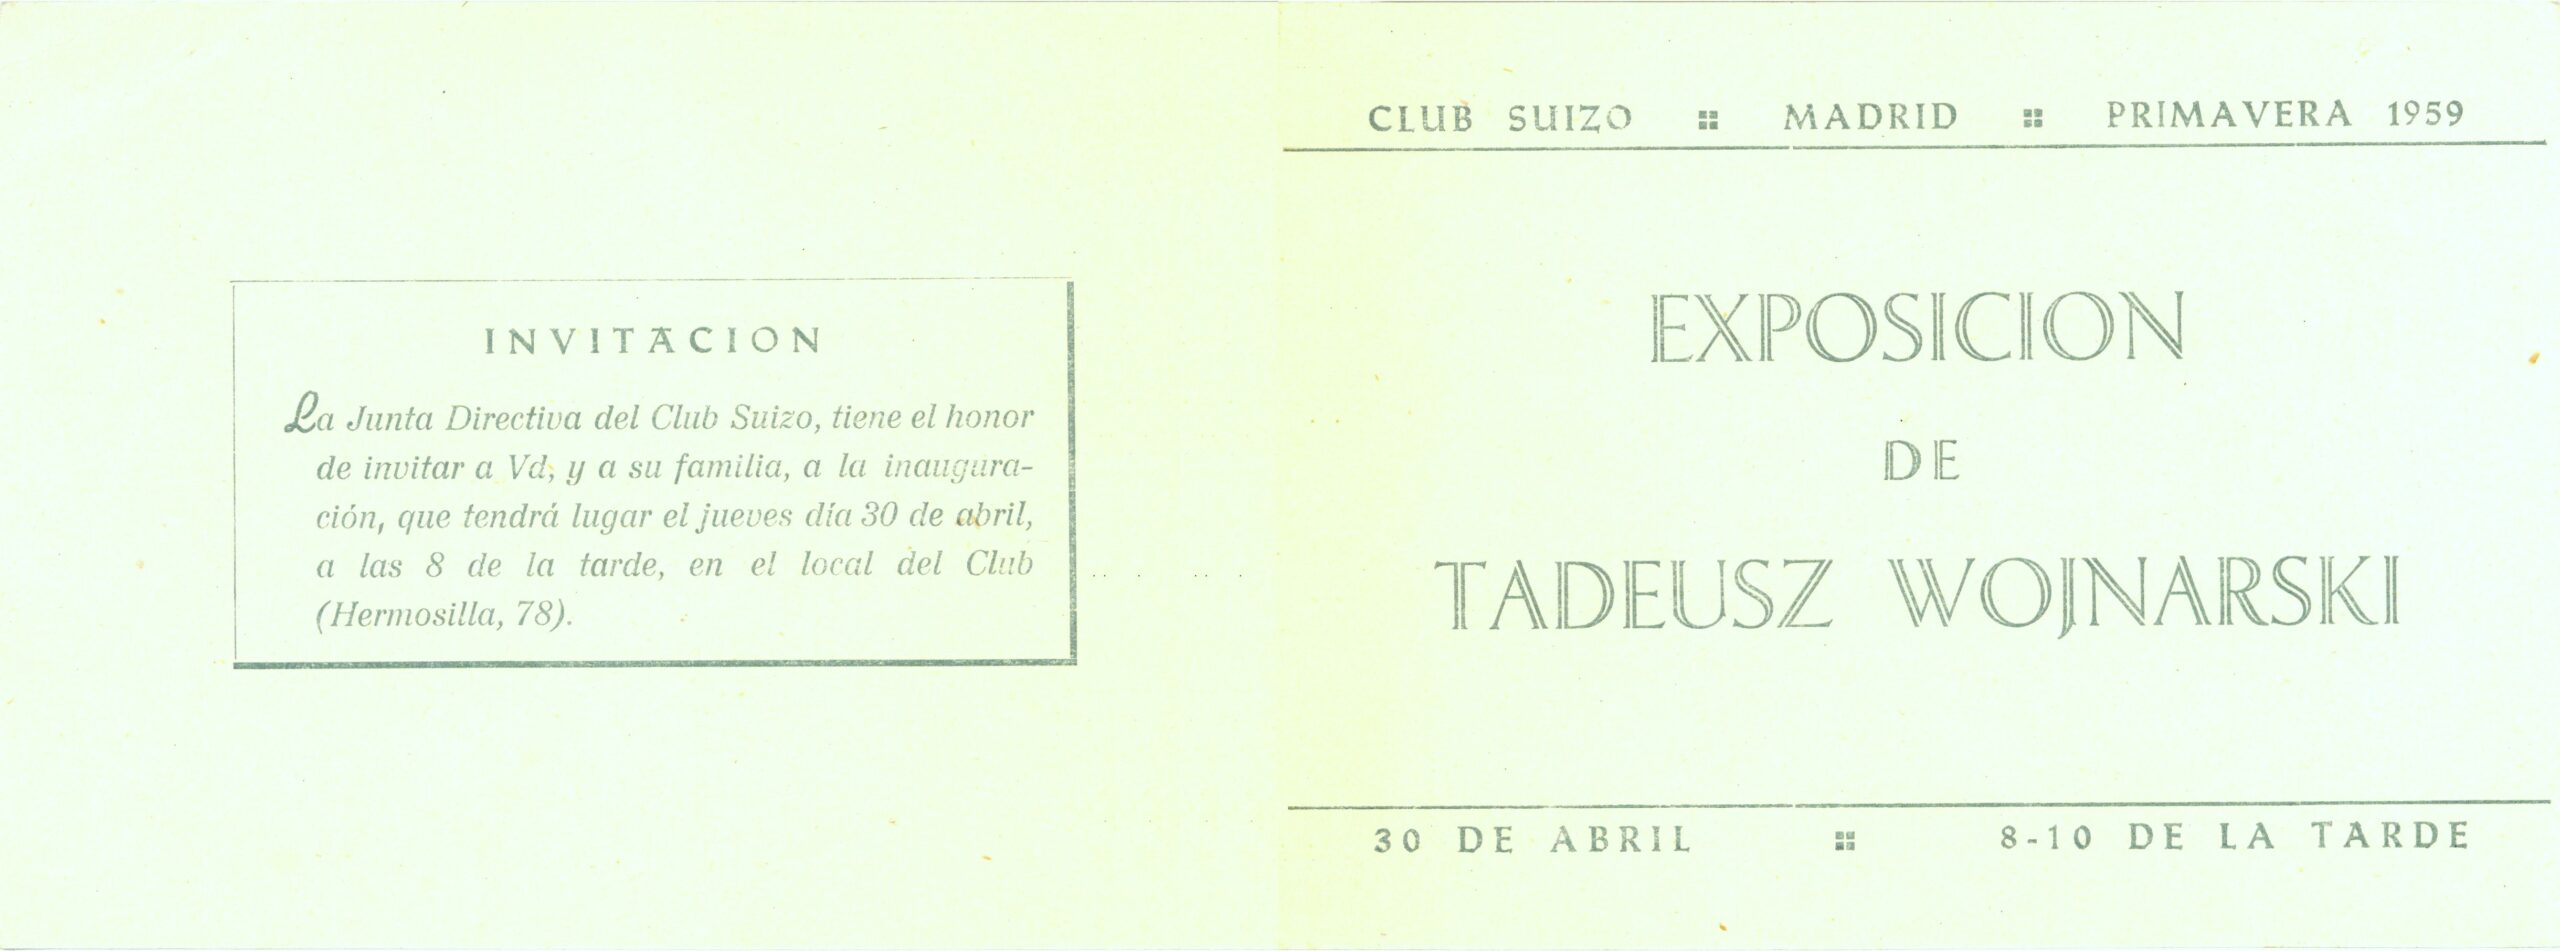 INVITACION
La Junta Directiva del Club Suizo, tiene el honor
de invitar a Vd, y a su familia, a la inaugura-
ción, que tendrá lugar el jueves día 30 de abril,
a las 8 de la tarde, en el local del Club
(Hermosilla, 78).
CLUB SUIZO MADRID PRIMAVERA 1959
EXPOSICION
DE
TADEUSZ WOJNARSKI
30 DE ABRIL 8-10 DE LA TARDE